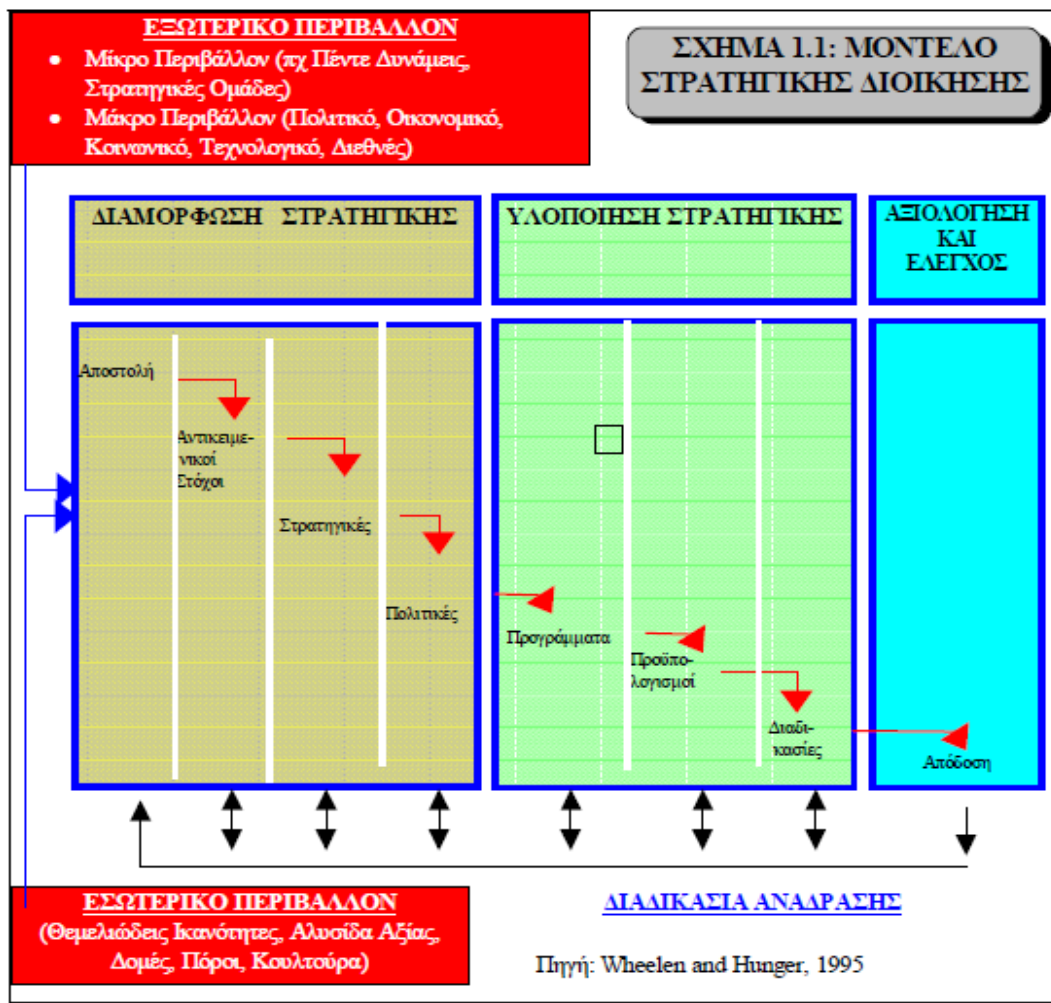 ΕΞΩΤΕΡΙΚΟ ΠΕΡΙΒΑΛΛΟΝ
• Μίκρο Περιβάλλον (πχ Πέντε Δυνάμεις,
Στρατηγικές Ομάδες)
• Μάκρο Περιβάλλον (Πολιτικό, Οικονομικό,
Κοινωνικό, Τεχνολογικό, Διεθνές)
ΣΧΗΜΑ 1.1: ΜΟΝΤΕΛΟ
ΣΤΡΑΤΗΓΙΚΗΣ ΔΙΟΙΚΗΣΗΣ
ΔΙΑΜΟΡΦΩΣΗ ΣΤΡΑΤΗΓΙΚΗΣ
ΥΛΟΠΟΙΗΣΗ ΣΤΡΑΤΗΓΙΚΗΣ
ΑΞΙΟΛΟΓΗΣΗ
ΚΑΙ
ΕΛΕΓΧΟΣ
Αποστολή
Αντικειμε-
νικοί
Στόχοι
Στρατηγικές
Πολιτικές
Προγράμματα
Προϋπο-
λογισμοί
Διαδι-
κασίες
Απόδοση
ΕΣΩΤΕΡΙΚΟ ΠΕΡΙΒΑΛΛΟΝ
(Θεμελιώδεις Ικανότητες, Αλυσίδα Αξίας,
Δομές, Πόροι, Κουλτούρα)
ΔΙΑΔΙΚΑΣΙΑ ΑΝΑΔΡΑΣΗΣ
Πηγή: Wheelen and Hunger, 1995